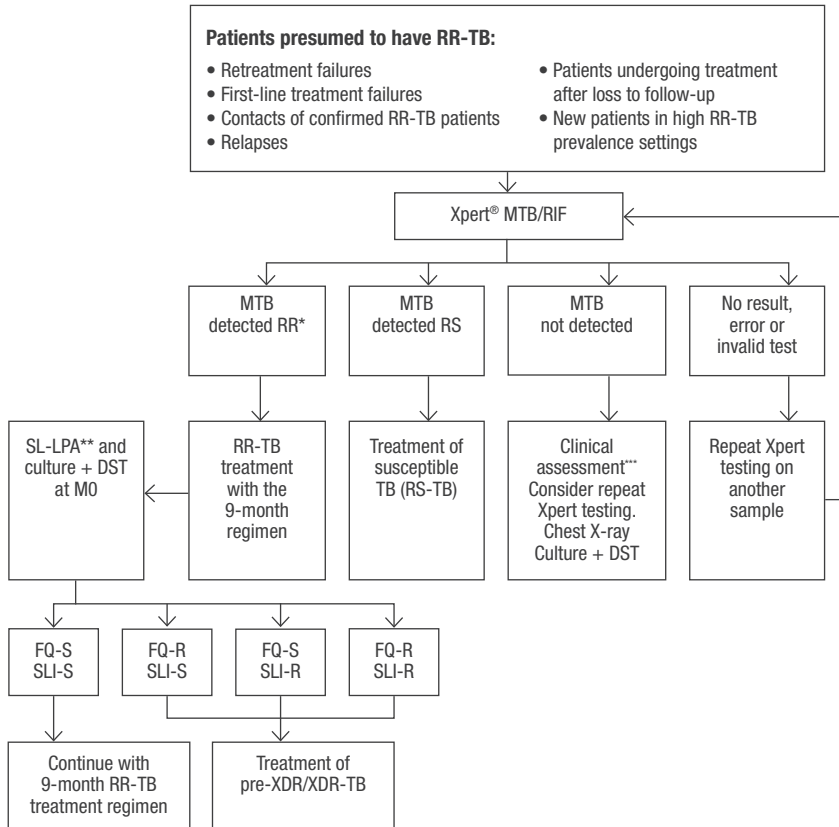 Patients presumed to have RR-TB:
• Retreatment failures
• First-line treatment failures
• Contacts of confirmed RR-TB patients
• Relapses
• Patients undergoing treatment
after loss to follow-up
• New patients in high RR-TB
prevalence settings
Xpert® MTB/RIF
MTB
detected RR*
MTB
detected RS
MTB
not detected
No result,
error or
invalid test
SL-LPA** and
culture + DST
at M0
RR-TB
treatment
with the
9-month
regimen
Treatment of
susceptible
TB (RS-TB)
Clinical
assessment***
Consider repeat
Xpert testing.
Chest X-ray
Culture + DST
Repeat Xpert
testing on
another
sample
FQ-S
SLI-S
FQ-R
SLI-S
FQ-S
SLI-R
FQ-R
SLI-R
Continue with
9-month RR-TB
treatment regimen
Treatment of
pre-XDR/XDR-TB